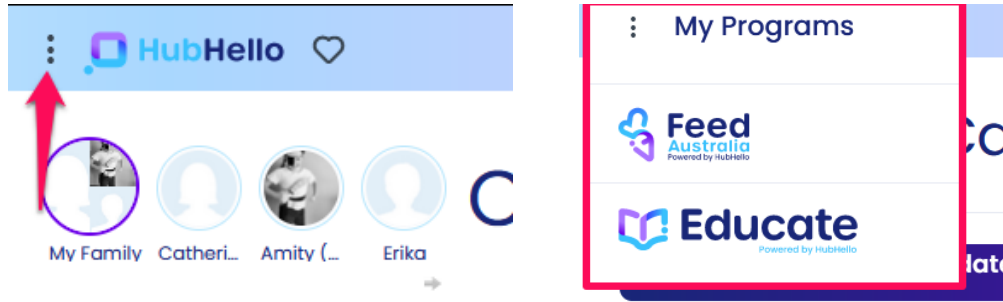 HubHello
My Family Catheri... Amity (... Erika
My Programs
Feed
Australia
Powered by HubHello
Educate
Powered by HubHello